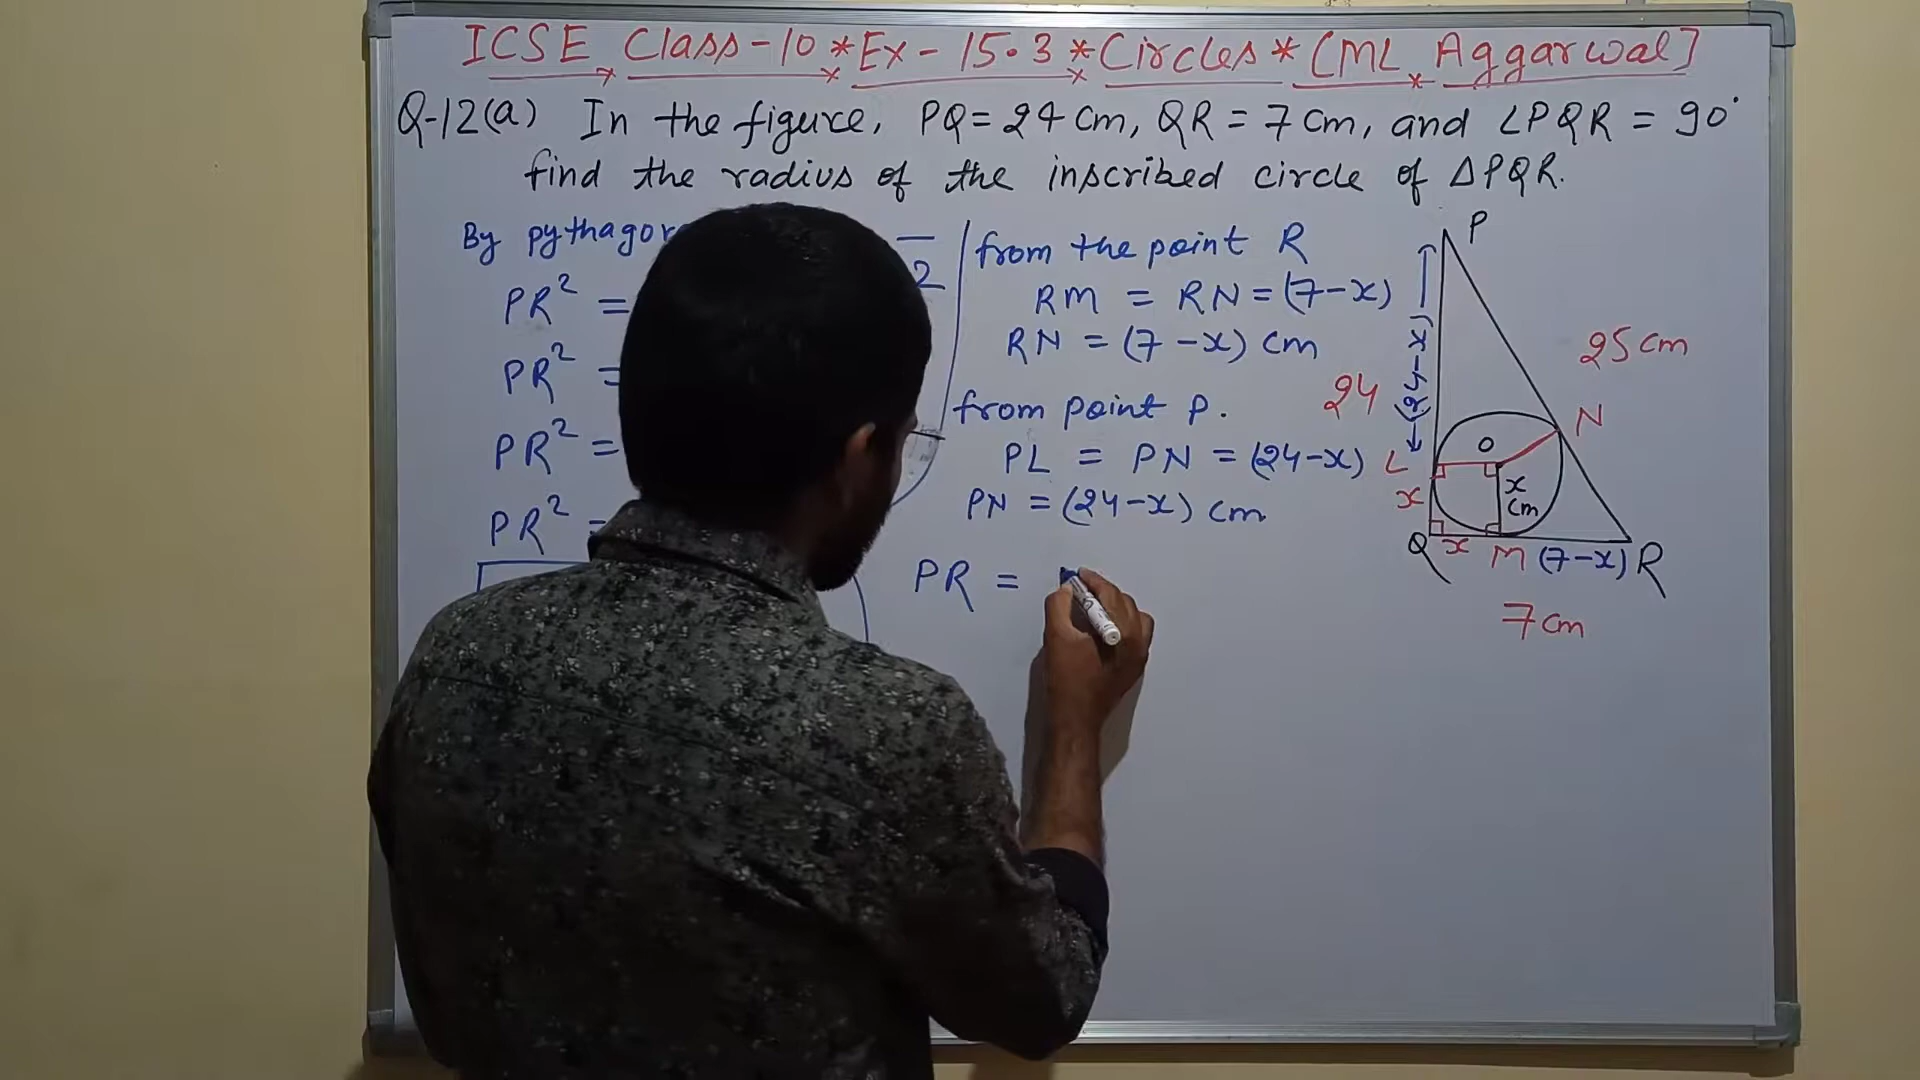 ICSE Class-10 * Ex-15.3 * Circles * [ML Aggarwal]
Q-12(a) In the figure, PQ = 24 cm, QR = 7 cm, and ∠PQR = 90°
find the radius of the inscribed circle of △PQR.
By
PR² =
PR² =
PR² =
PR² =
2
from the point R
RM = RN = (7-x)
RN = (7-x) cm
from point P.
PL = PN = (24-x)
PN = (24-x) cm
PR =
P
(24-x)
25 cm
24
N
O
L
x
x cm
Q x M (7-x) R
7 cm